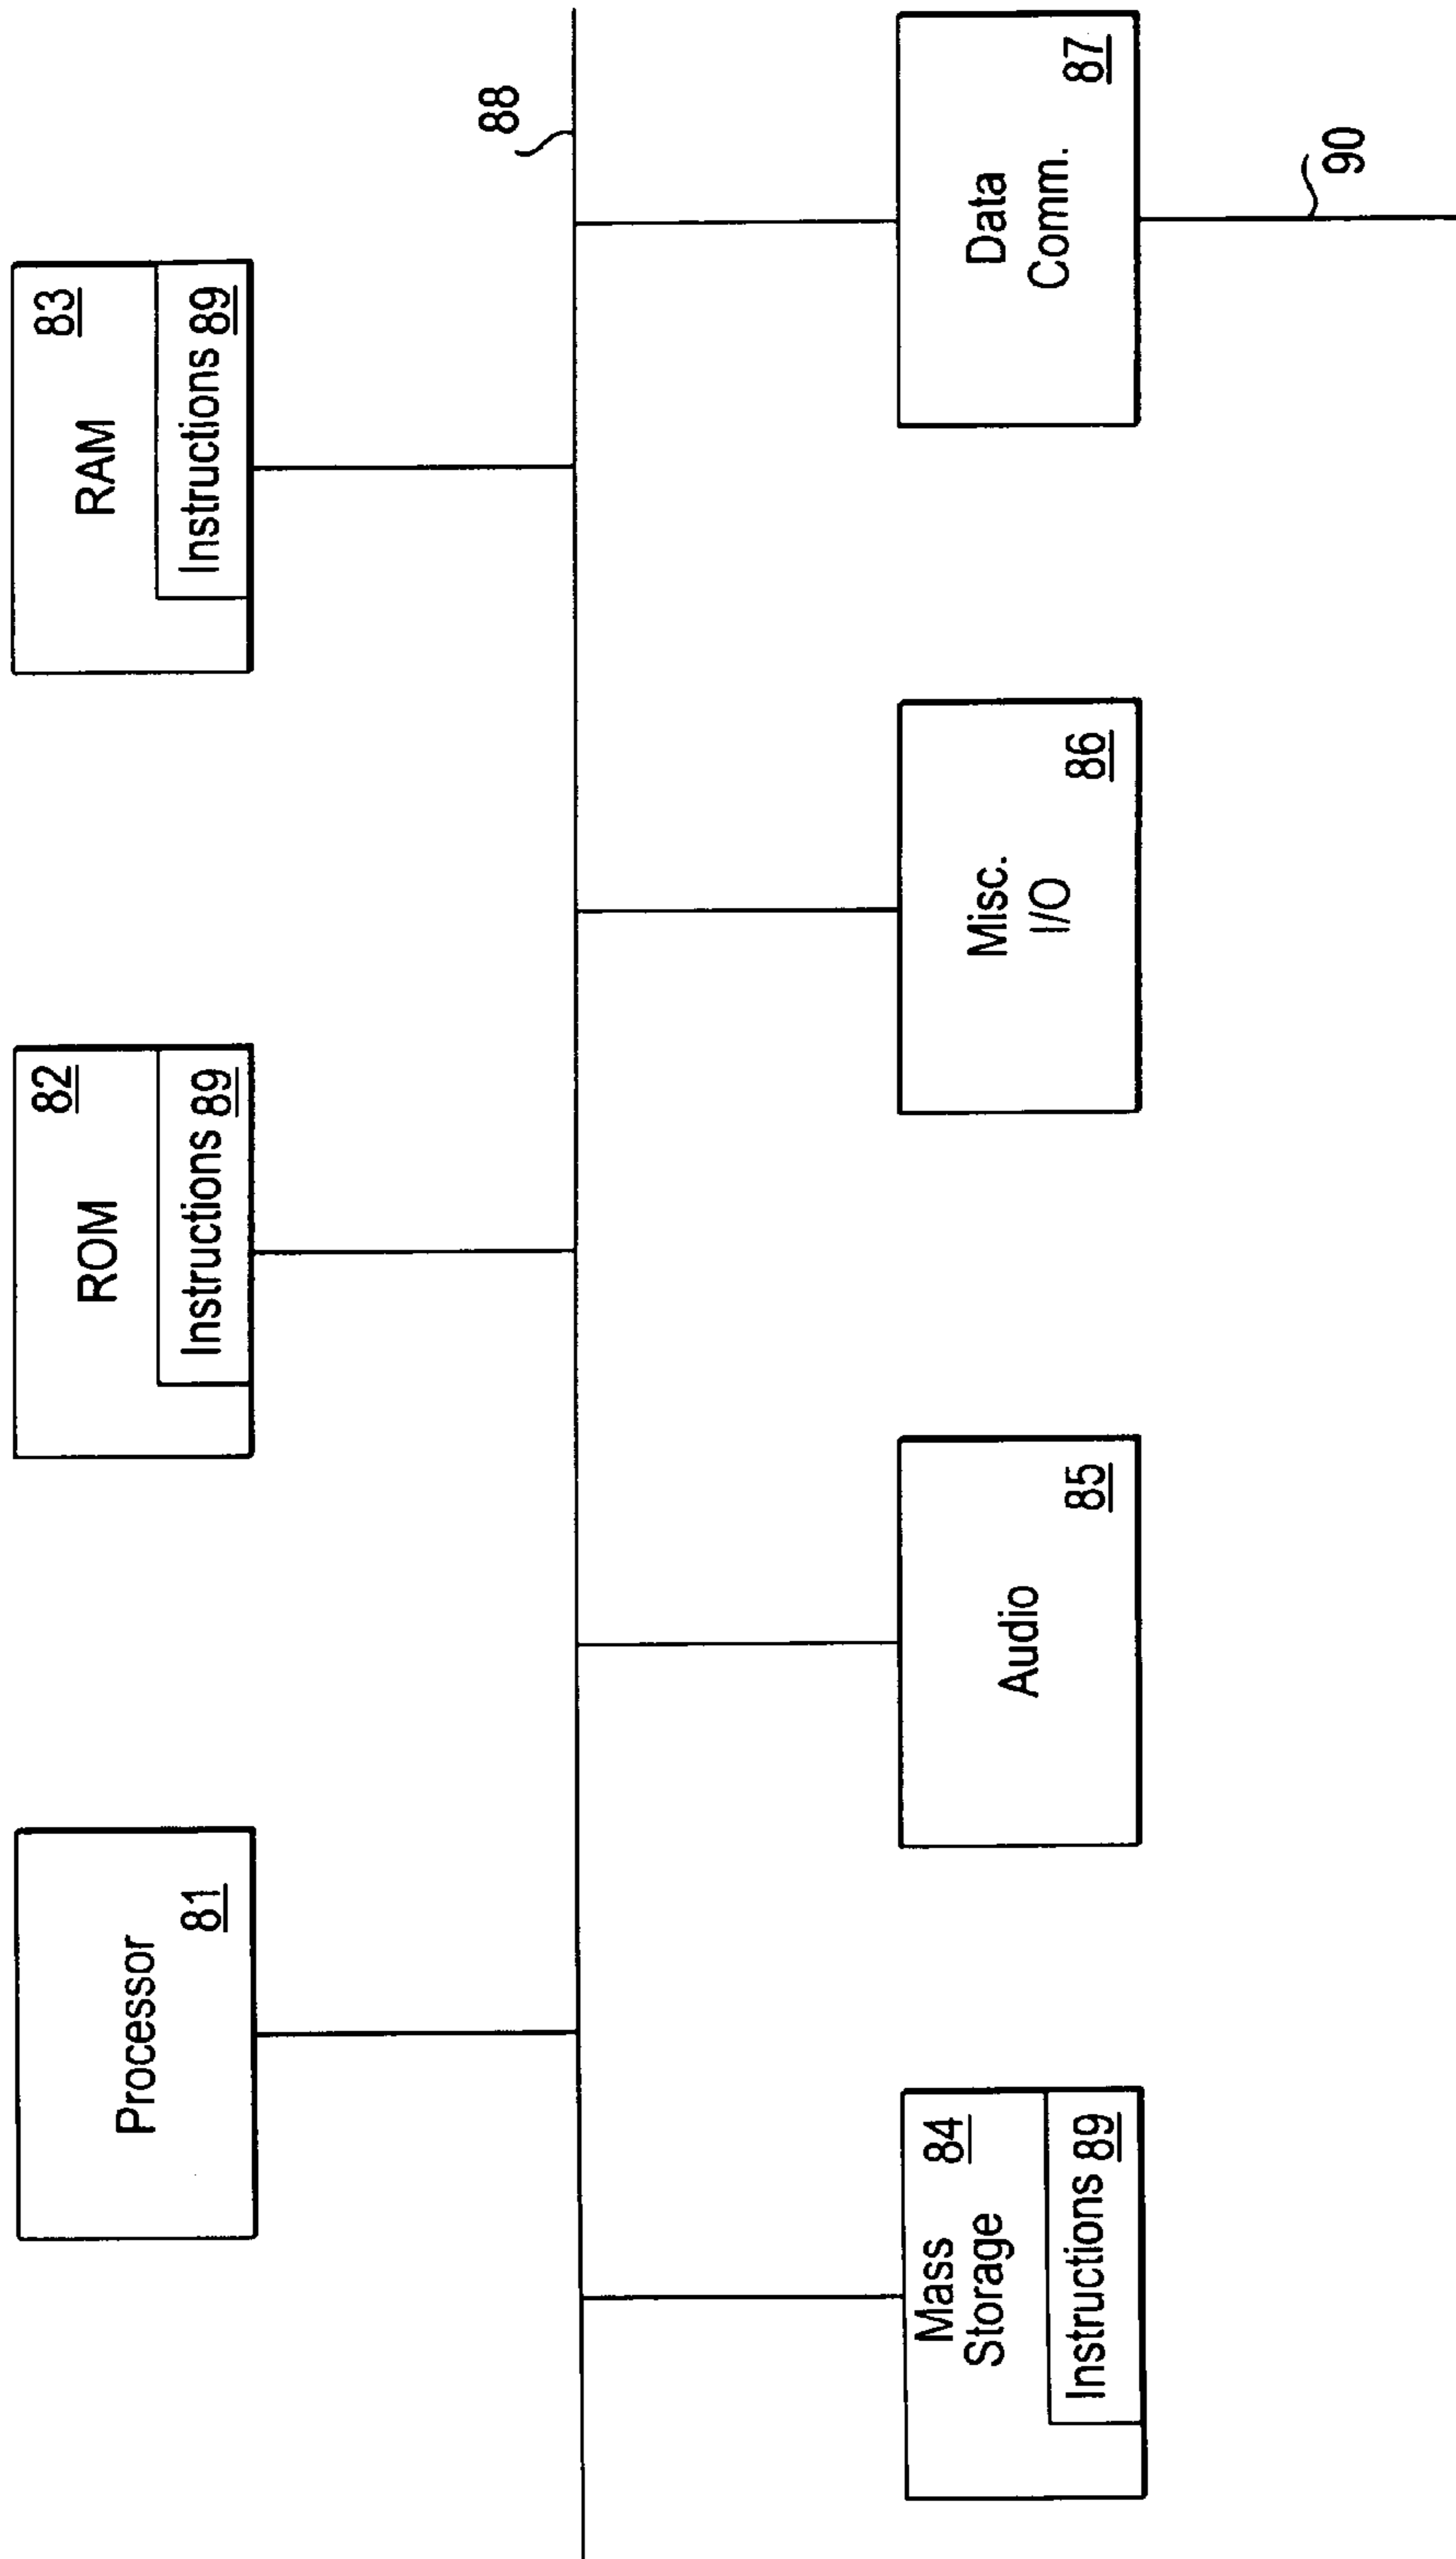 Processor
81
ROM
82
Instructions 89
RAM
83
Instructions 89
88
Mass
Storage
84
Instructions 89
Audio
85
Misc.
I/O
86
Data
Comm.
87
90